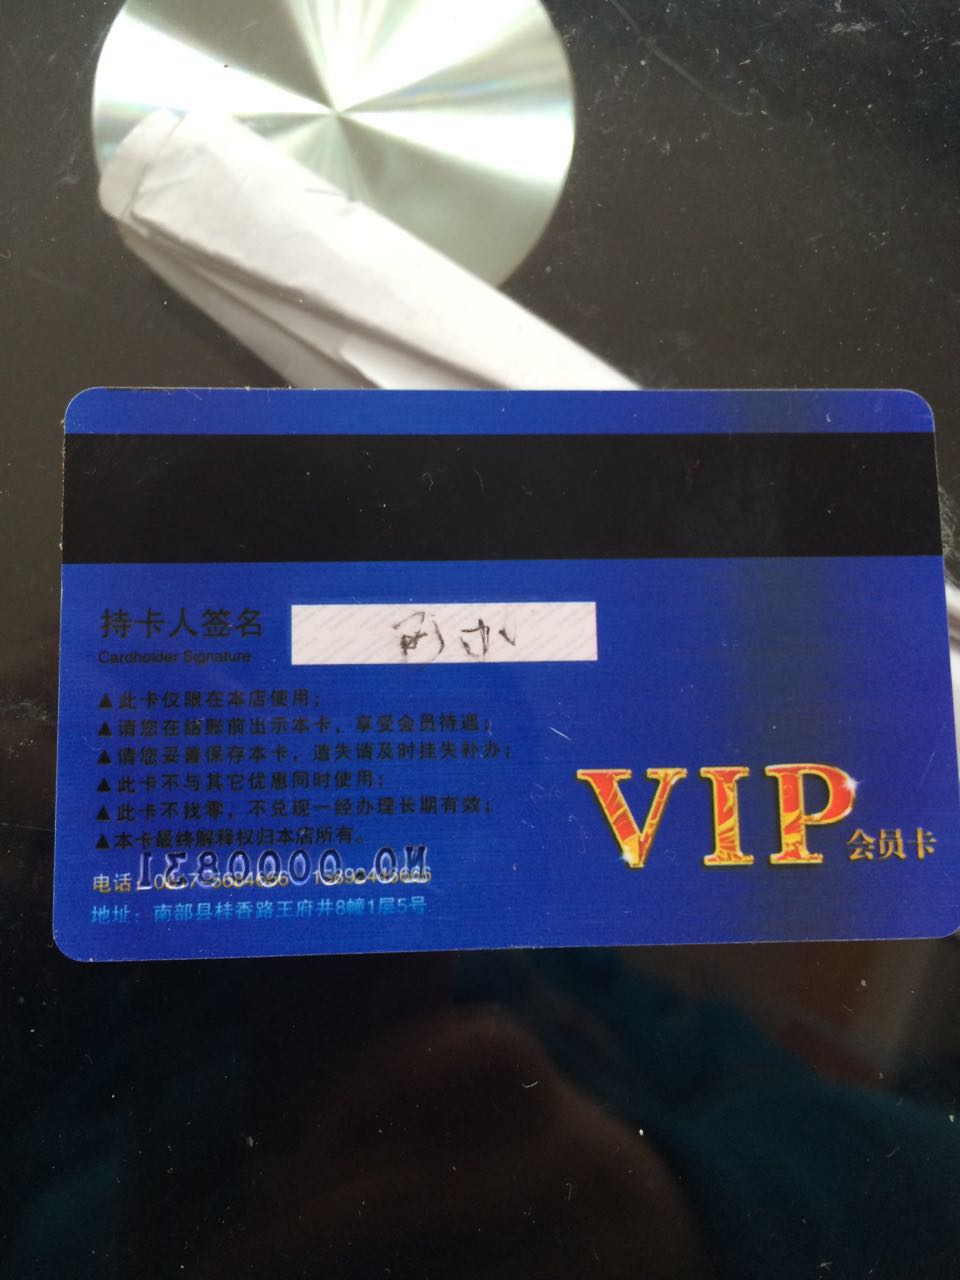 持卡人签名
Cardholder Signature
▲此卡仅限在本店使用；
▲请您在结账前出示本卡，享受会员待遇；
▲请您妥善保存本卡，遗失请及时挂失补办；
▲此卡不与其它优惠同时使用；
▲此卡不找零，不兑现一经办理长期有效；
▲本卡最终解释权归本店所有。
VIP会员卡
NO.0000831
电话：
地址：南部县桂香路王府井8幢1层5号